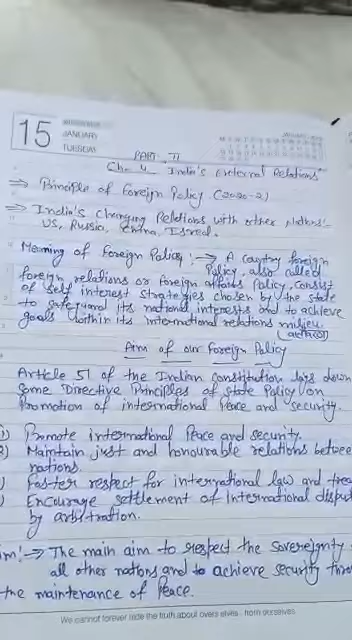 15
JANUARY
TUESDAY
PART-II
Ch-4 India's External Relations
⇒ Principle of Foreign Policy (2020-21)
⇒ India's Changing Relations with other Nations:-
US, Russia, China, Isreal.
Meaning of Foreign Policy :→ A country foreign
Policy, also called
foreign relations or foreign affairs Policy, Consist
of Self interest strategies chosen by the state
to safeguard its national interests and to achieve
goals within its international relations milieu.
Aim of our Foreign Policy
Article 51 of the Indian constitution lays down
Some Directive Principles of State Policy on
Promotion of international Peace and security.
Promote international Peace and security.
Maintain just and honourable relations between
nations.
Foster respect for international law and
Encourage settlement of International
by arbitration.
⇒ The main aim to respect the sovereignty
all other nations and to achieve security
the maintenance of Peace.
We cannot forever hide the truth about ourselves - from ourselves